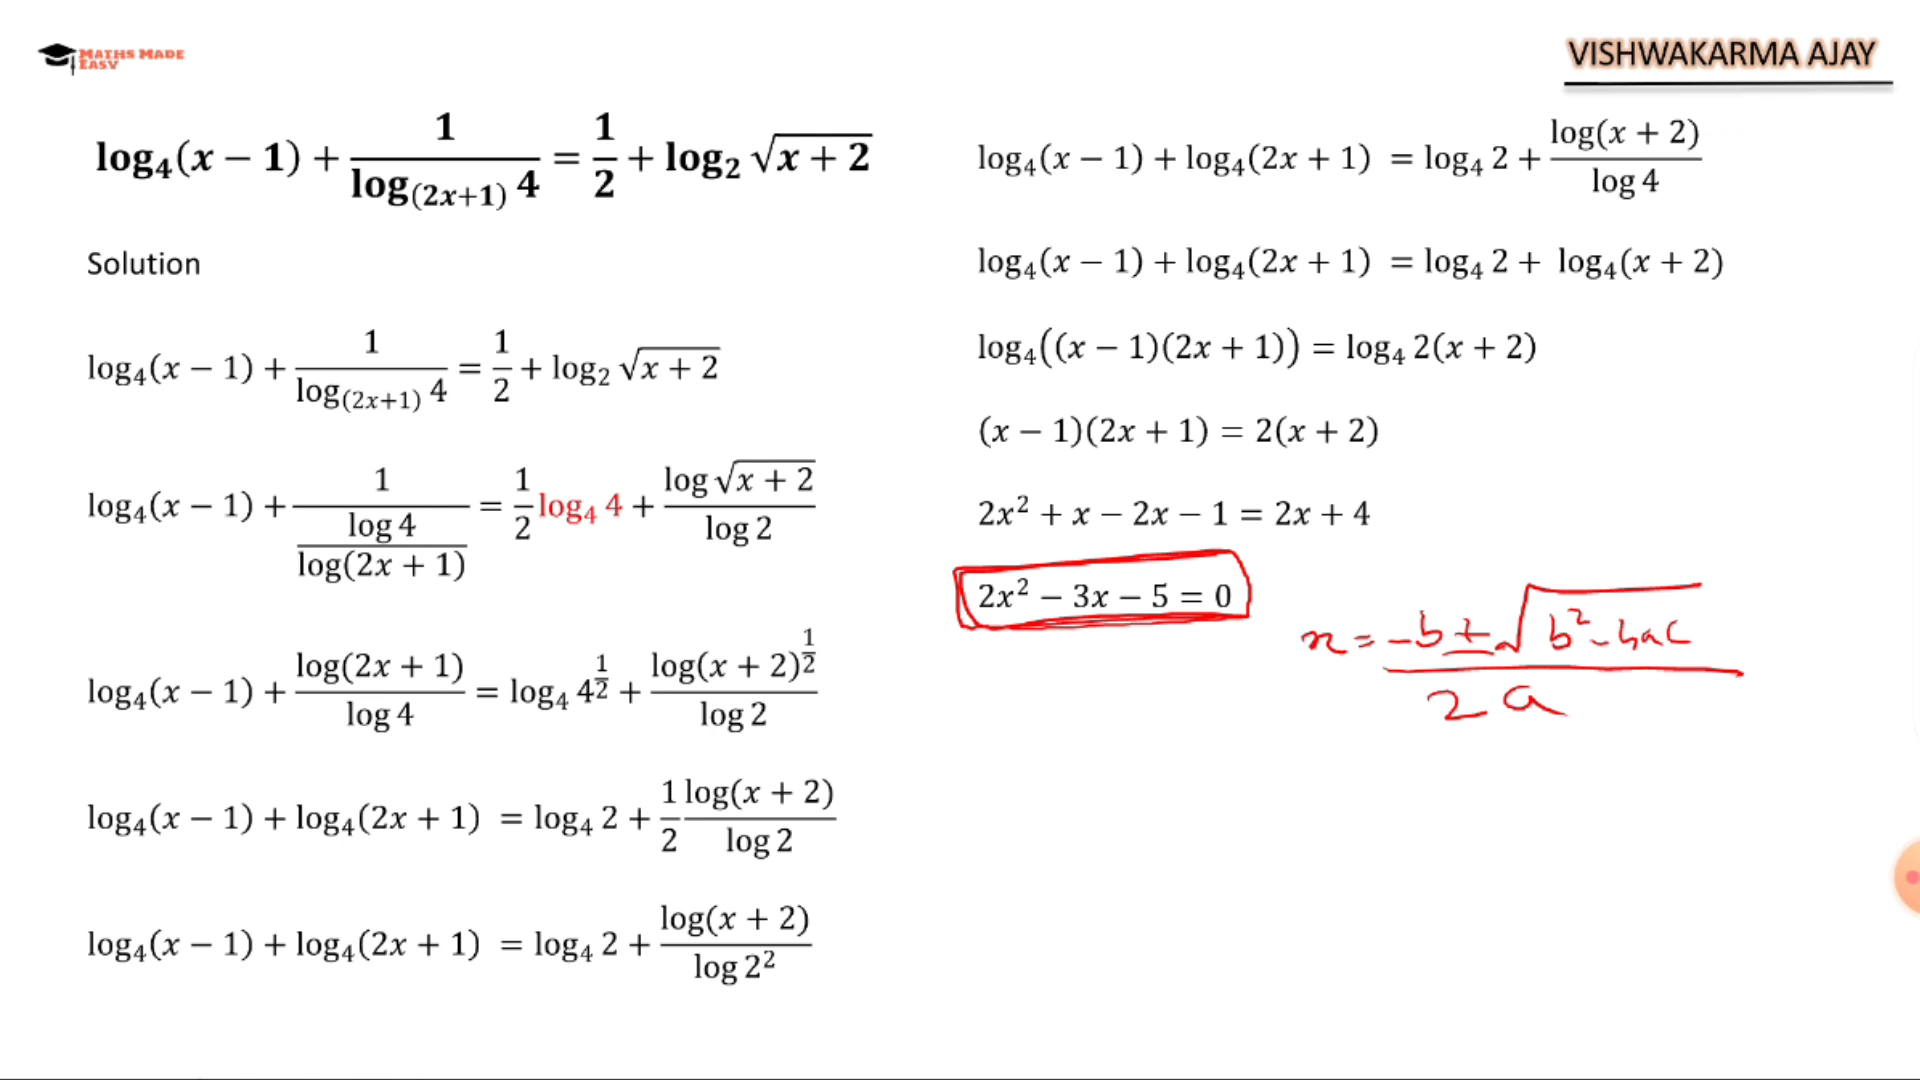 MATHS MADE
EASY
VISHWAKARMA AJAY
log₄(x − 1) + 1/log₍₂ₓ₊₁₎ 4 = 1/2 + log₂ √(x + 2)
Solution
log₄(x − 1) + 1/log₍₂ₓ₊₁₎ 4 = 1/2 + log₂ √(x + 2)
log₄(x − 1) + 1/(log 4/log(2x + 1)) = 1/2 log₄ 4 + log √(x + 2)/log 2
log₄(x − 1) + log(2x + 1)/log 4 = log₄ 4^(1/2) + log(x + 2)^(1/2)/log 2
log₄(x − 1) + log₄(2x + 1) = log₄ 2 + 1/2 log(x + 2)/log 2
log₄(x − 1) + log₄(2x + 1) = log₄ 2 + log(x + 2)/log 2²
log₄(x − 1) + log₄(2x + 1) = log₄ 2 + log(x + 2)/log 4
log₄(x − 1) + log₄(2x + 1) = log₄ 2 + log₄(x + 2)
log₄((x − 1)(2x + 1)) = log₄ 2(x + 2)
(x − 1)(2x + 1) = 2(x + 2)
2x² + x − 2x − 1 = 2x + 4
2x² − 3x − 5 = 0
x = (−b ± √(b² − 4ac))/2a